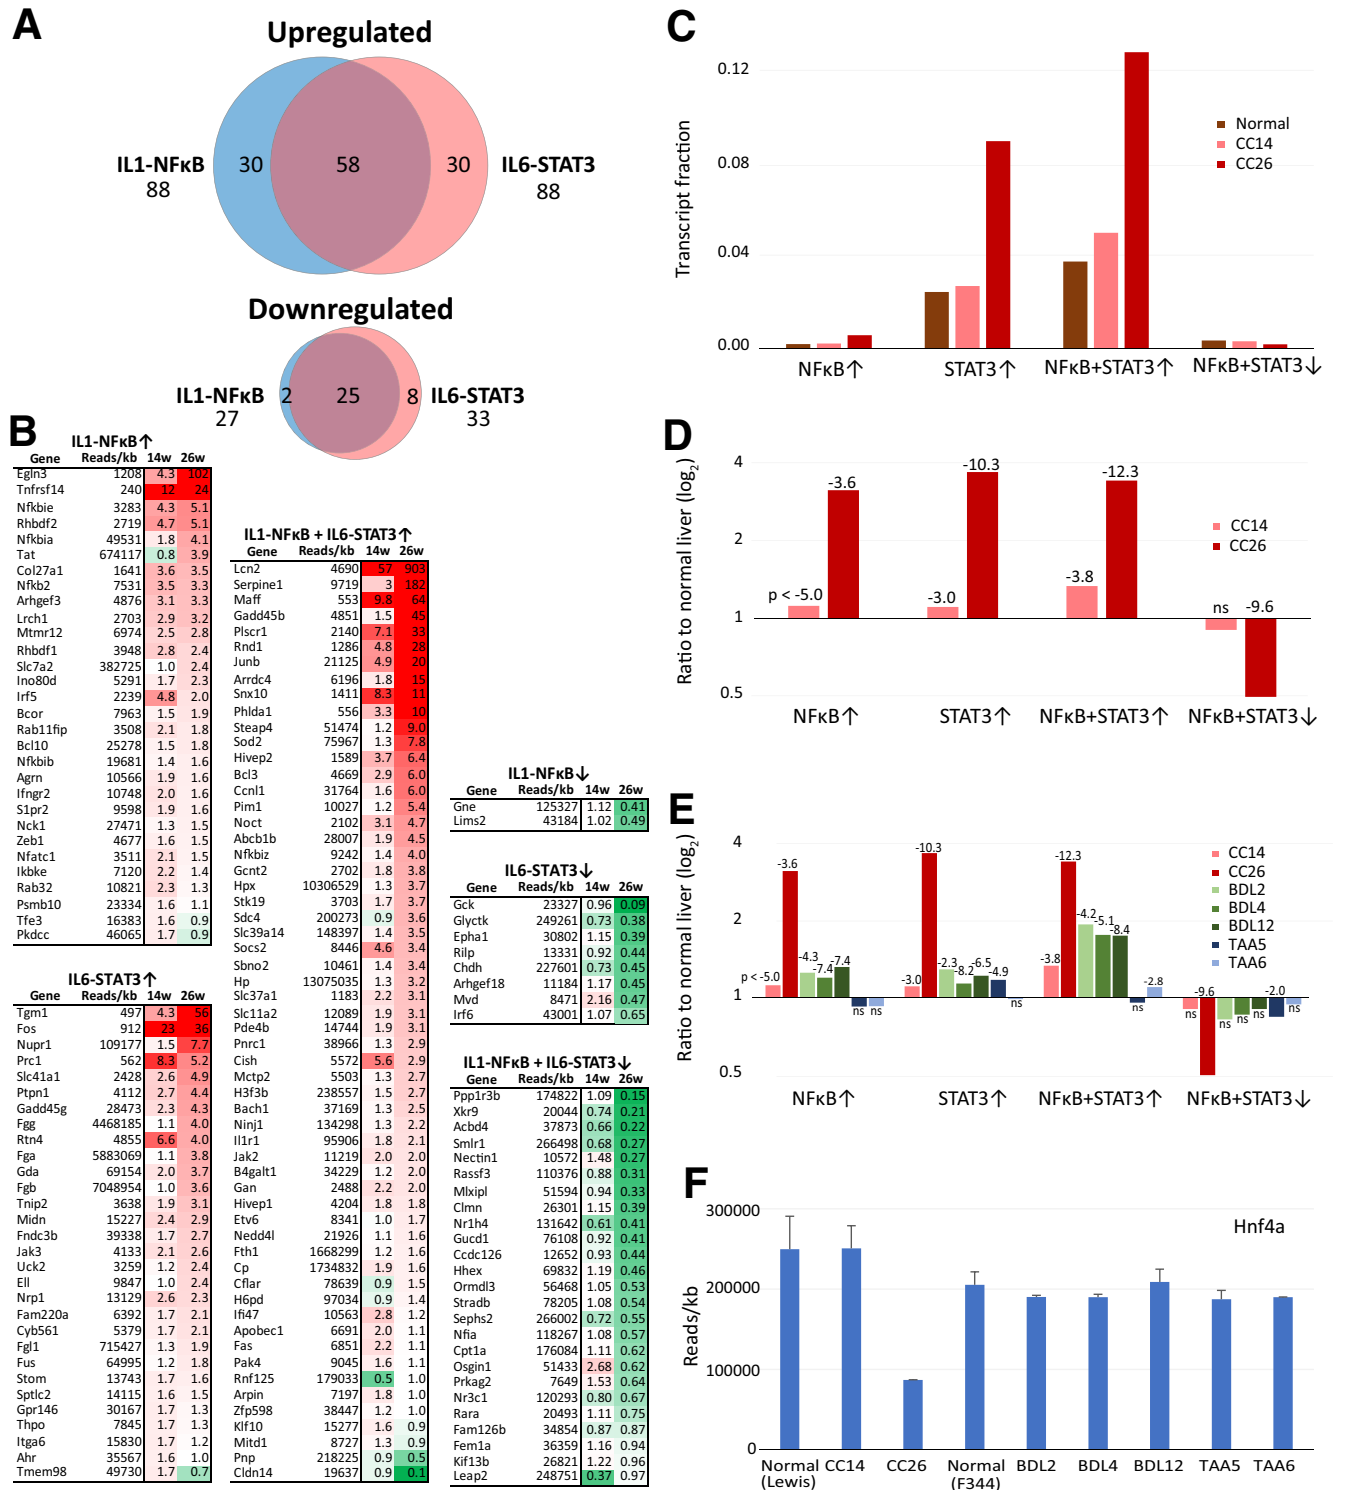 A
Upregulated
IL1-NFκB
88
30
58
30
IL6-STAT3
88
Downregulated
IL1-NFκB
27
2
25
8
IL6-STAT3
33
B
IL1-NFκB↑
Gene Reads/kb 14w 26w
Egln3 1208 4.3 102
Tnfrsf14 240 12 24
Nfkbie 3283 4.3 5.1
Rhbdf2 2719 4.7 5.1
Nfkbia 49531 1.8 4.1
Tat 674117 0.8 3.9
Col27a1 1641 3.6 3.5
Nfkb2 7531 3.5 3.3
Arhgef3 4876 3.1 3.3
Lrch1 2703 2.9 3.2
Mtmr12 6974 2.5 2.8
Rhbdf1 3948 2.8 2.4
Slc7a2 382725 1.0 2.4
Ino80d 5291 1.7 2.3
Irf5 2239 4.8 2.0
Bcor 7963 1.5 1.9
Rab11fip 3508 2.1 1.8
Bcl10 25278 1.5 1.8
Nfkbib 19681 1.4 1.6
Agrn 10566 1.9 1.6
Ifngr2 10748 2.0 1.6
S1pr2 9598 1.9 1.6
Nck1 27471 1.3 1.5
Zeb1 4677 1.6 1.5
Nfatc1 3511 2.1 1.5
Ikbke 7120 2.2 1.4
Rab32 10821 2.3 1.3
Psmb10 23334 1.6 1.1
Tfe3 16383 1.6 0.9
Pkdcc 46065 1.7 0.9
IL6-STAT3↑
Gene Reads/kb 14w 26w
Tgm1 497 4.3 56
Fos 912 23 36
Nupr1 109177 1.5 7.7
Prc1 562 8.3 5.2
Slc41a1 2428 2.6 4.9
Ptpn1 4112 2.7 4.4
Gadd45g 28473 2.3 4.3
Fgg 4468185 1.1 4.0
Rtn4 4855 6.6 4.0
Fga 5883069 1.1 3.8
Gda 69154 2.0 3.7
Fgb 7048954 1.0 3.6
Tnip2 3638 1.9 3.1
Midn 15227 2.4 2.9
Fndc3b 39338 1.7 2.7
Jak3 4133 2.1 2.6
Uck2 3259 1.2 2.4
Ell 9847 1.0 2.4
Nrp1 13129 2.6 2.3
Fam220a 6392 1.7 2.1
Cyb561 5379 1.7 2.1
Fgl1 715427 1.3 1.9
Fus 64995 1.2 1.8
Stom 13743 1.7 1.6
Sptlc2 14115 1.6 1.5
Gpr146 30167 1.7 1.3
Thpo 7845 1.7 1.3
Itga6 15830 1.7 1.2
Ahr 35567 1.6 1.0
Tmem98 49730 1.7 0.7
IL1-NFκB + IL6-STAT3↑
Gene Reads/kb 14w 26w
Lcn2 4690 57 903
Serpine1 9719 3 182
Maff 553 9.8 64
Gadd45b 4851 1.5 45
Plscr1 2140 7.1 33
Rnd1 1286 4.8 28
Junb 21125 4.9 20
Arrdc4 6196 1.8 15
Snx10 1411 8.3 11
Phlda1 556 3.3 10
Steap4 51474 1.2 9.0
Sod2 75967 1.3 7.8
Hivep2 1589 3.7 6.4
Bcl3 4669 2.9 6.0
Ccnl1 31764 1.6 6.0
Pim1 10027 1.2 5.4
Noct 2102 3.1 4.7
Abcb1b 28007 1.9 4.5
Nfkbiz 9242 1.4 4.0
Gcnt2 2702 1.8 3.8
Hpx 10306529 1.3 3.7
Stk19 3703 1.7 3.7
Sdc4 200273 0.9 3.6
Slc39a14 148397 1.4 3.5
Socs2 8446 4.6 3.4
Sbno2 10461 1.4 3.4
Hp 13075035 1.3 3.2
Slc37a1 1183 2.2 3.1
Slc11a2 12089 1.9 3.1
Pde4b 14744 1.9 3.1
Pnrc1 38966 1.3 2.9
Cish 5572 5.6 2.9
Mctp2 5503 1.3 2.7
H3f3b 238557 1.5 2.7
Bach1 37169 1.3 2.5
Ninj1 134298 1.3 2.2
Il1r1 95906 1.8 2.1
Jak2 11219 2.0 2.0
B4galt1 34229 1.2 2.0
Gan 2488 2.2 2.0
Hivep1 4204 1.8 1.8
Etv6 8341 1.0 1.7
Nedd4l 21926 1.1 1.6
Fth1 1668299 1.2 1.6
Cp 1734832 1.9 1.6
Cflar 78639 0.9 1.5
H6pd 97034 0.9 1.4
Ifi47 10563 2.8 1.2
Apobec1 6691 2.0 1.1
Fas 6851 2.2 1.1
Pak4 9045 1.6 1.1
Rnf125 179033 0.5 1.0
Arpin 7197 1.8 1.0
Zfp598 38447 1.2 1.0
Klf10 15277 1.6 0.9
Mitd1 8727 1.3 0.9
Pnp 218225 0.9 0.5
Cldn14 19637 0.9 0.1
IL1-NFκB↓
Gene Reads/kb 14w 26w
Gne 125327 1.12 0.41
Lims2 43184 1.02 0.49
IL6-STAT3↓
Gene Reads/kb 14w 26w
Gck 23327 0.96 0.09
Glyctk 249261 0.73 0.38
Epha1 30802 1.15 0.39
Rilp 13331 0.92 0.44
Chdh 227601 0.73 0.45
Arhgef18 11184 1.17 0.45
Mvd 8471 2.16 0.47
Irf6 43001 1.07 0.65
IL1-NFκB + IL6-STAT3↓
Gene Reads/kb 14w 26w
Ppp1r3b 174822 1.09 0.15
Xkr9 20044 0.74 0.21
Acbd4 37873 0.66 0.22
Smlr1 266498 0.68 0.27
Nectin1 10572 1.48 0.27
Rassf3 110376 0.88 0.31
Mlxipl 51594 0.94 0.33
Clmn 26301 1.15 0.39
Nr1h4 131642 0.61 0.41
Gucd1 76108 0.92 0.41
Ccdc126 12652 0.93 0.44
Hhex 69832 1.19 0.46
Ormdl3 56468 1.05 0.53
Stradb 78205 1.08 0.54
Sephs2 266002 0.72 0.55
Nfia 118267 1.08 0.57
Cpt1a 176084 1.11 0.62
Osgin1 51433 2.68 0.62
Prkag2 7649 1.53 0.64
Nr3c1 120293 0.80 0.67
Rara 20493 1.11 0.75
Fam126b 34854 0.87 0.87
Fem1a 36359 1.16 0.94
Kif13b 26821 1.22 0.96
Leap2 248751 0.37 0.97
C
Transcript fraction
0.12
0.08
0.04
0.00
Normal
CC14
CC26
NFκB↑ STAT3↑ NFκB+STAT3↑ NFκB+STAT3↓
D
Ratio to normal liver (log2)
4
2
1
0.5
p < -5.0 -3.6 -3.0 -10.3 -3.8 -12.3 ns -9.6
CC14
CC26
NFκB↑ STAT3↑ NFκB+STAT3↑ NFκB+STAT3↓
E
Ratio to normal liver (log2)
4
2
1
0.5
p < -5.0 -3.6 -4.3 -7.4 -7.4 ns ns
-3.0 -10.3 -2.3 -8.2 -6.5 -4.9 ns
-3.8 -12.3 -4.2 -5.1 -8.4 ns -2.8
ns -9.6 ns ns ns -2.0 ns
CC14
CC26
BDL2
BDL4
BDL12
TAA5
TAA6
NFκB↑ STAT3↑ NFκB+STAT3↑ NFκB+STAT3↓
F
Hnf4a
Reads/kb
300000
200000
100000
0
Normal (Lewis) CC14 CC26 Normal (F344) BDL2 BDL4 BDL12 TAA5 TAA6